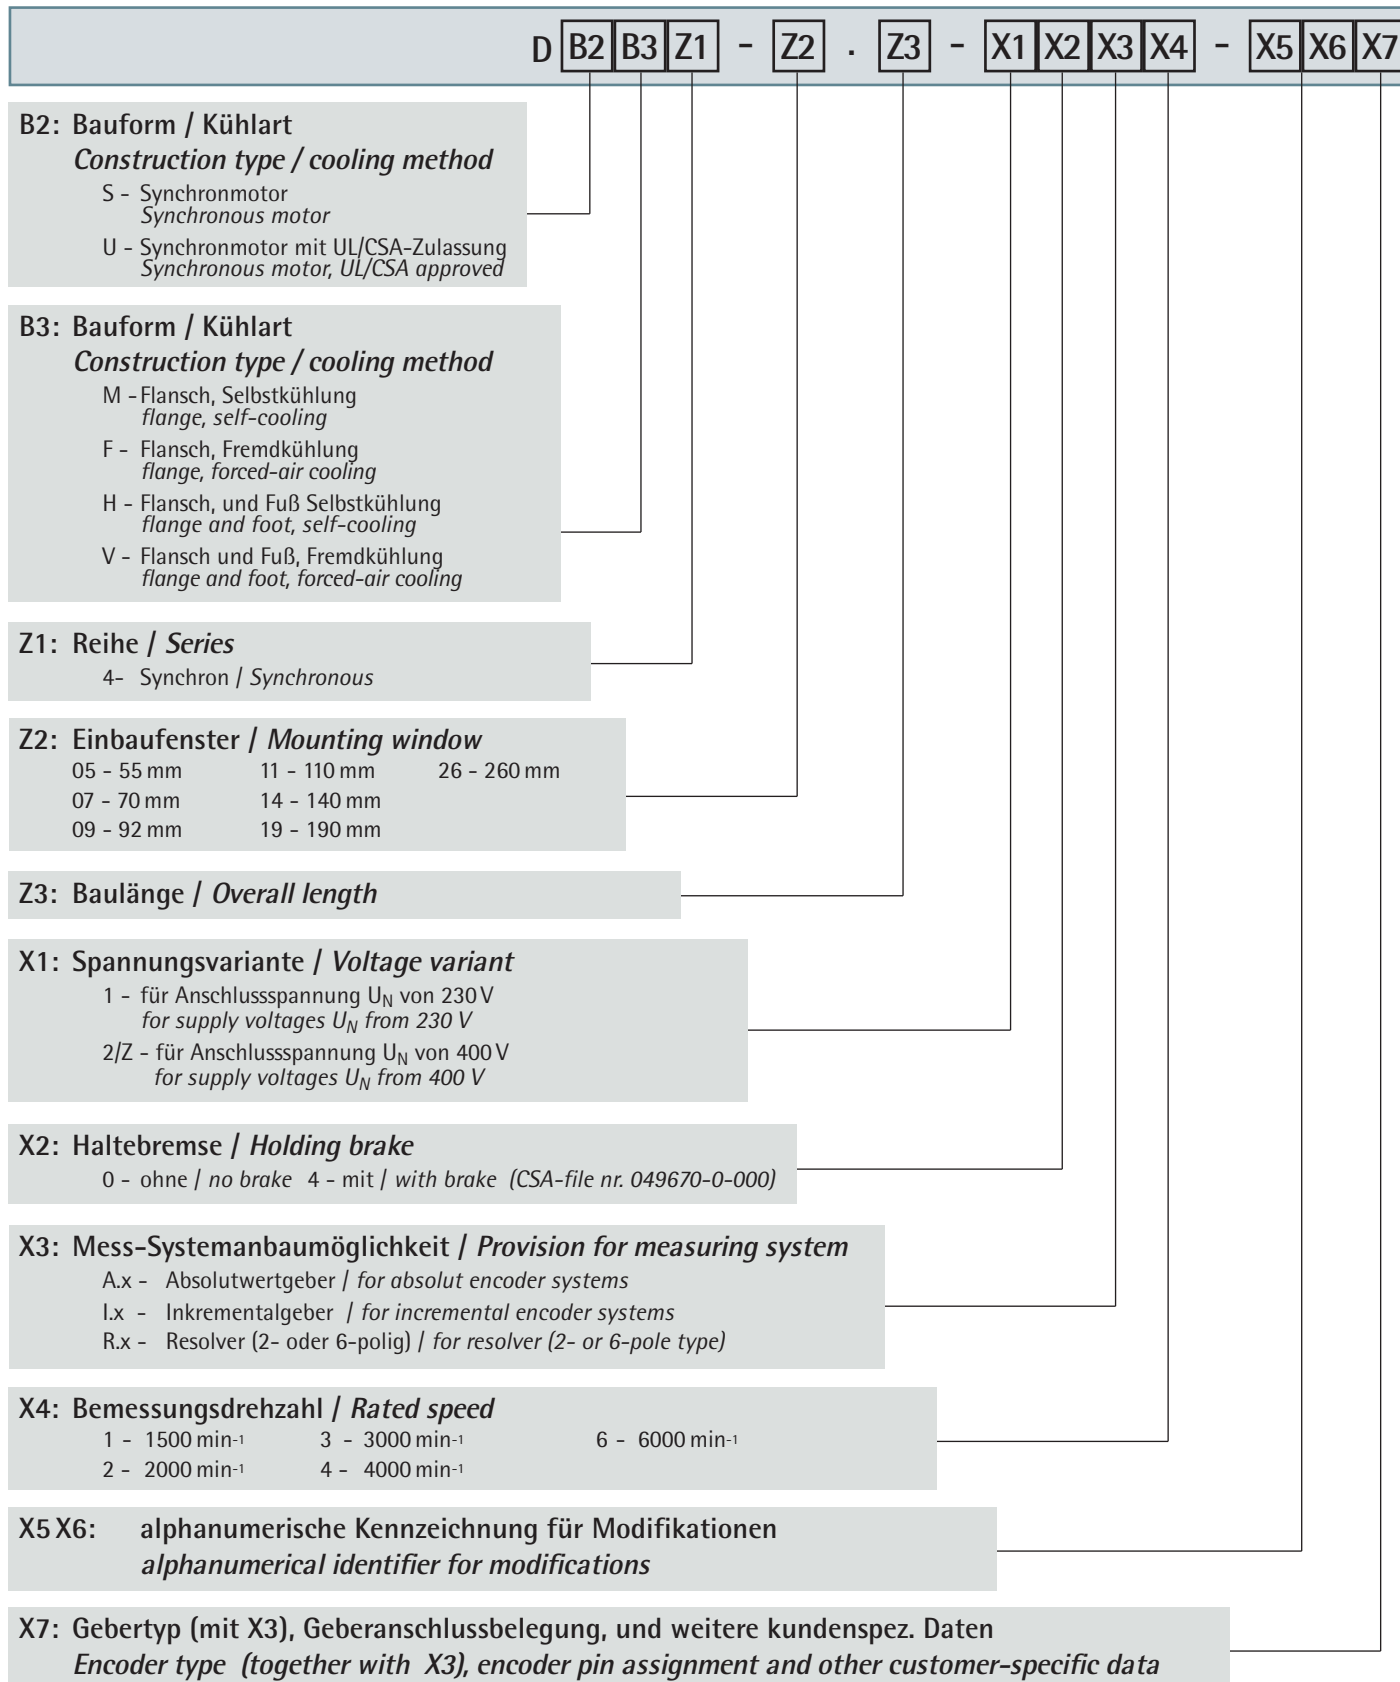 D B2 B3 Z1 - Z2 . Z3 - X1 X2 X3 X4 - X5 X6 X7
B2: Bauform / Kühlart
Construction type / cooling method
S - Synchronmotor
Synchronous motor
U - Synchronmotor mit UL/CSA-Zulassung
Synchronous motor, UL/CSA approved
B3: Bauform / Kühlart
Construction type / cooling method
M - Flansch, Selbstkühlung
flange, self-cooling
F - Flansch, Fremdkühlung
flange, forced-air cooling
H - Flansch, und Fuß Selbstkühlung
flange and foot, self-cooling
V - Flansch und Fuß, Fremdkühlung
flange and foot, forced-air cooling
Z1: Reihe / Series
4- Synchron / Synchronous
Z2: Einbaufenster / Mounting window
05 - 55 mm 11 - 110 mm 26 - 260 mm
07 - 70 mm 14 - 140 mm
09 - 92 mm 19 - 190 mm
Z3: Baulänge / Overall length
X1: Spannungsvariante / Voltage variant
1 - für Anschlussspannung UN von 230 V
for supply voltages UN from 230 V
2/Z - für Anschlussspannung UN von 400 V
for supply voltages UN from 400 V
X2: Haltebremse / Holding brake
0 - ohne / no brake 4 - mit / with brake (CSA-file nr. 049670-0-000)
X3: Mess-Systemanbaumöglichkeit / Provision for measuring system
A.x - Absolutwertgeber / for absolut encoder systems
I.x - Inkrementalgeber / for incremental encoder systems
R.x - Resolver (2- oder 6-polig) / for resolver (2- or 6-pole type)
X4: Bemessungsdrehzahl / Rated speed
1 - 1500 min-1 3 - 3000 min-1 6 - 6000 min-1
2 - 2000 min-1 4 - 4000 min-1
X5 X6: alphanumerische Kennzeichnung für Modifikationen
alphanumerical identifier for modifications
X7: Gebertyp (mit X3), Geberanschlussbelegung, und weitere kundenspez. Daten
Encoder type (together with X3), encoder pin assignment and other customer-specific data